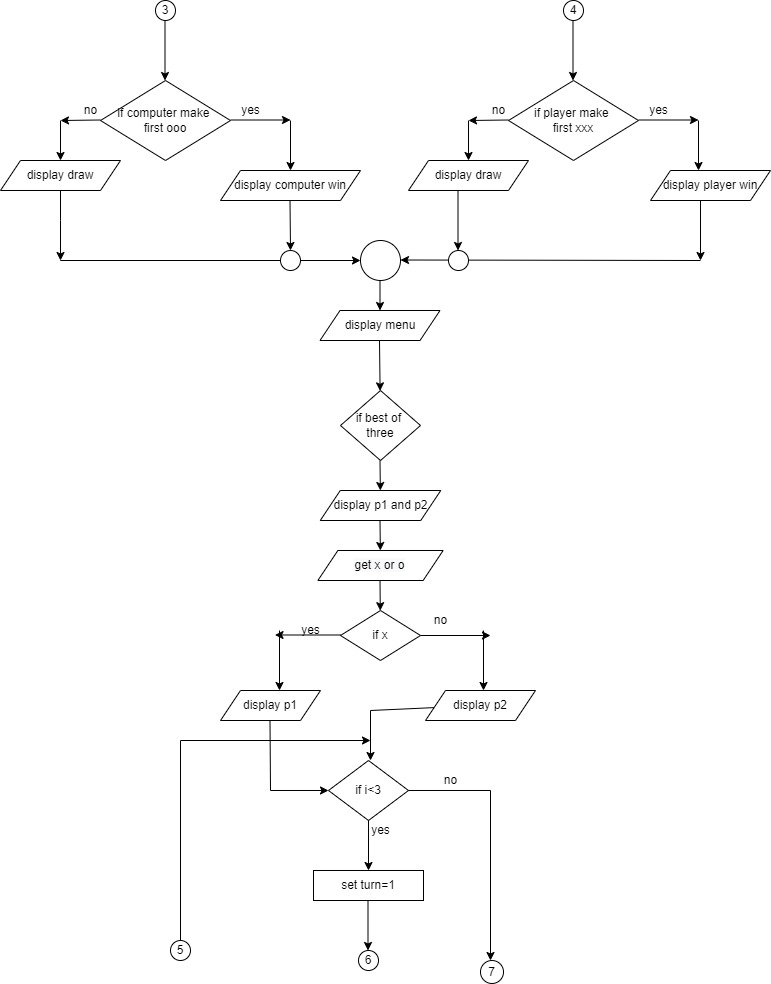 3
4
if computer make
first ooo
no
yes
if player make
first xxx
no
yes
display draw
display computer win
display draw
display player win
display menu
if best of
three
display p1 and p2
get x or o
if x
yes
no
display p1
display p2
if i<3
no
yes
set turn=1
5
6
7